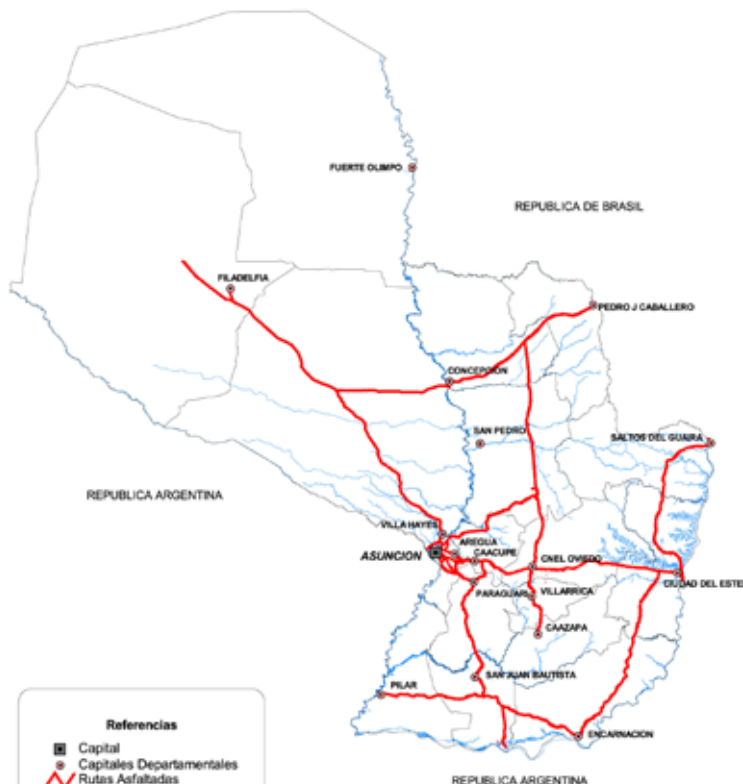 FUERTE OLIMPO
REPUBLICA DE BRASIL
FILADELFIA
PEDRO J CABALLERO
CONCEPCION
SAN PEDRO
SALTOS DEL GUAIRA
REPUBLICA ARGENTINA
VILLA HAYES
AREGUA
ASUNCION
CAACUPE
CNEL OVIEDO
CIUDAD DEL ESTE
PARAGUARI
VILLARRICA
CAAZAPA
SAN JUAN BAUTISTA
PILAR
ENCARNACION
Referencias
Capital
Capitales Departamentales
Rutas Asfaltadas
REPUBLICA ARGENTINA